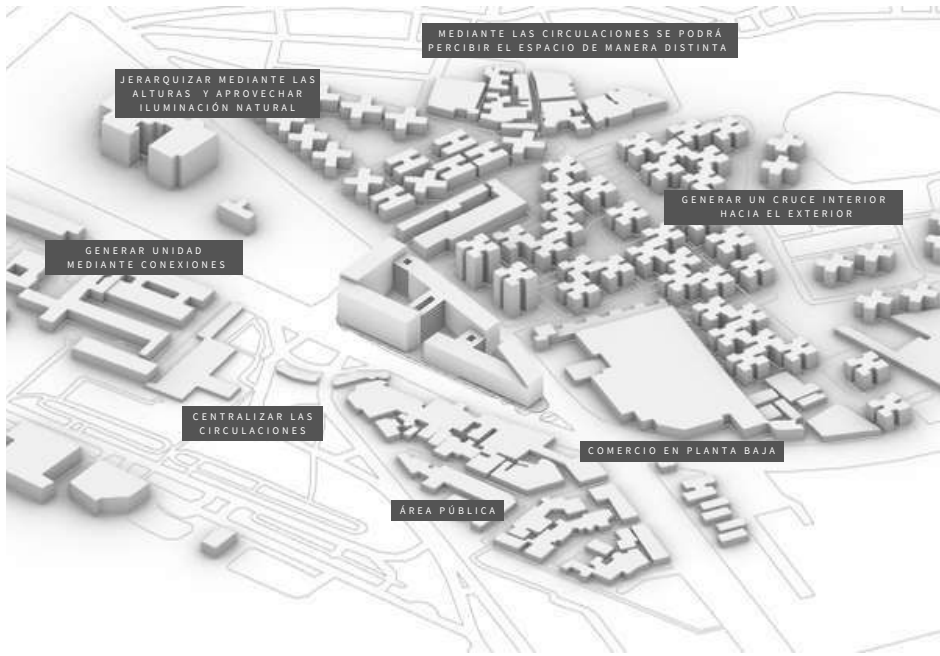 MEDIANTE LAS CIRCULACIONES SE PODRÁ
PERCIBIR EL ESPACIO DE MANERA DISTINTA
JERARQUIZAR MEDIANTE LAS
ALTURAS Y APROVECHAR
ILUMINACIÓN NATURAL
GENERAR UN CRUCE INTERIOR
HACIA EL EXTERIOR
GENERAR UNIDAD
MEDIANTE CONEXIONES
CENTRALIZAR LAS
CIRCULACIONES
COMERCIO EN PLANTA BAJA
ÁREA PÚBLICA